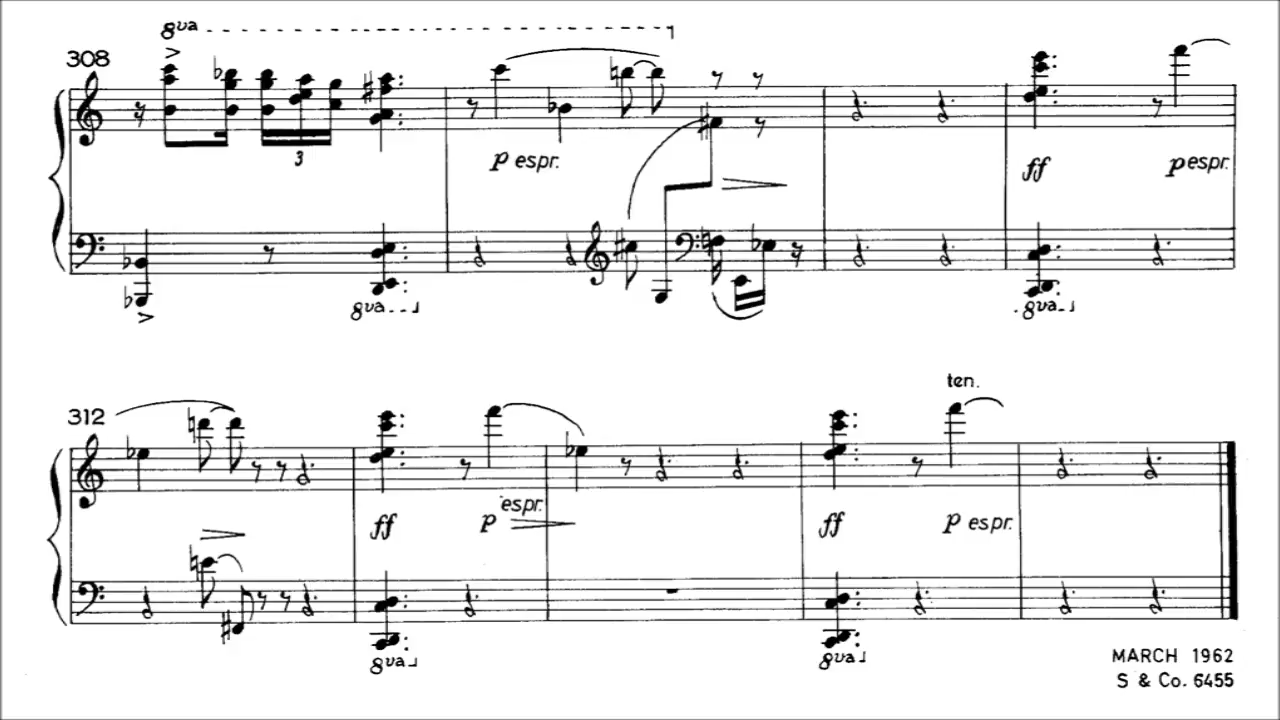 8va
308
3
p espr.
ff
p espr.
8va
8va
ten.
312
espr.
ff
p
ff
p espr.
8va
8va
MARCH 1962
S & Co. 6455